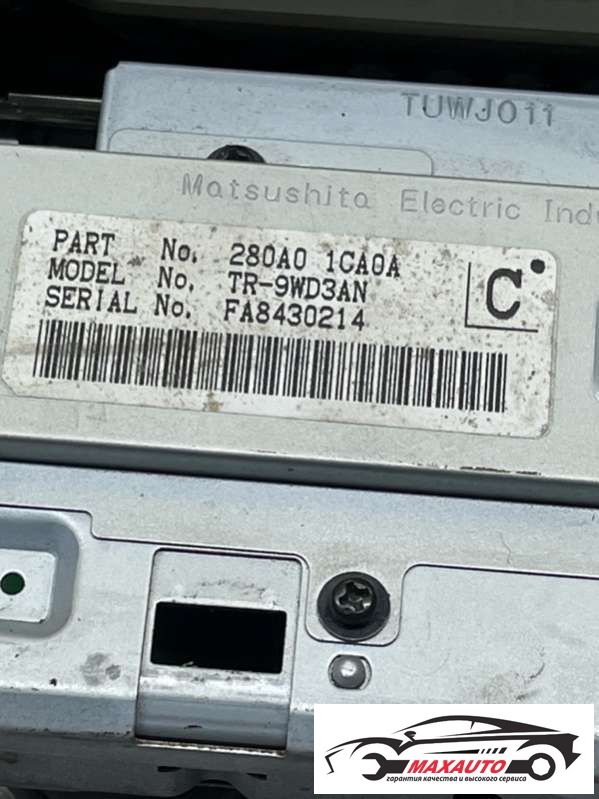 TUWJ011
Matsushita Electric Indu
PART No. 280A0 1CA0A
MODEL No. TR-9WD3AN
SERIAL No. FA8430214
C
MAXAUTO
гарантия качества и высокого сервиса